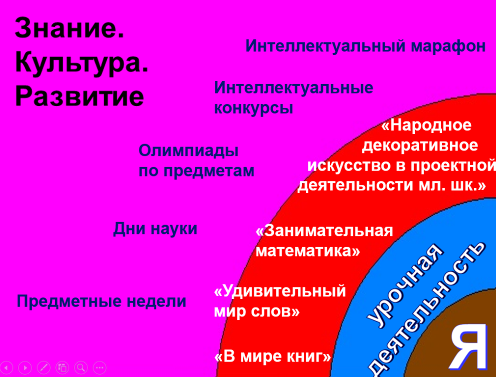 Знание.
Культура.
Развитие
Интеллектуальный марафон
Интеллектуальные
конкурсы
Олимпиады
по предметам
Дни науки
Предметные недели
«Народное
декоративное
искусство в проектной
деятельности мл. шк.»
«Занимательная
математика»
«Удивительный
мир слов»
«В мире книг»
урочная
деятельность
Я